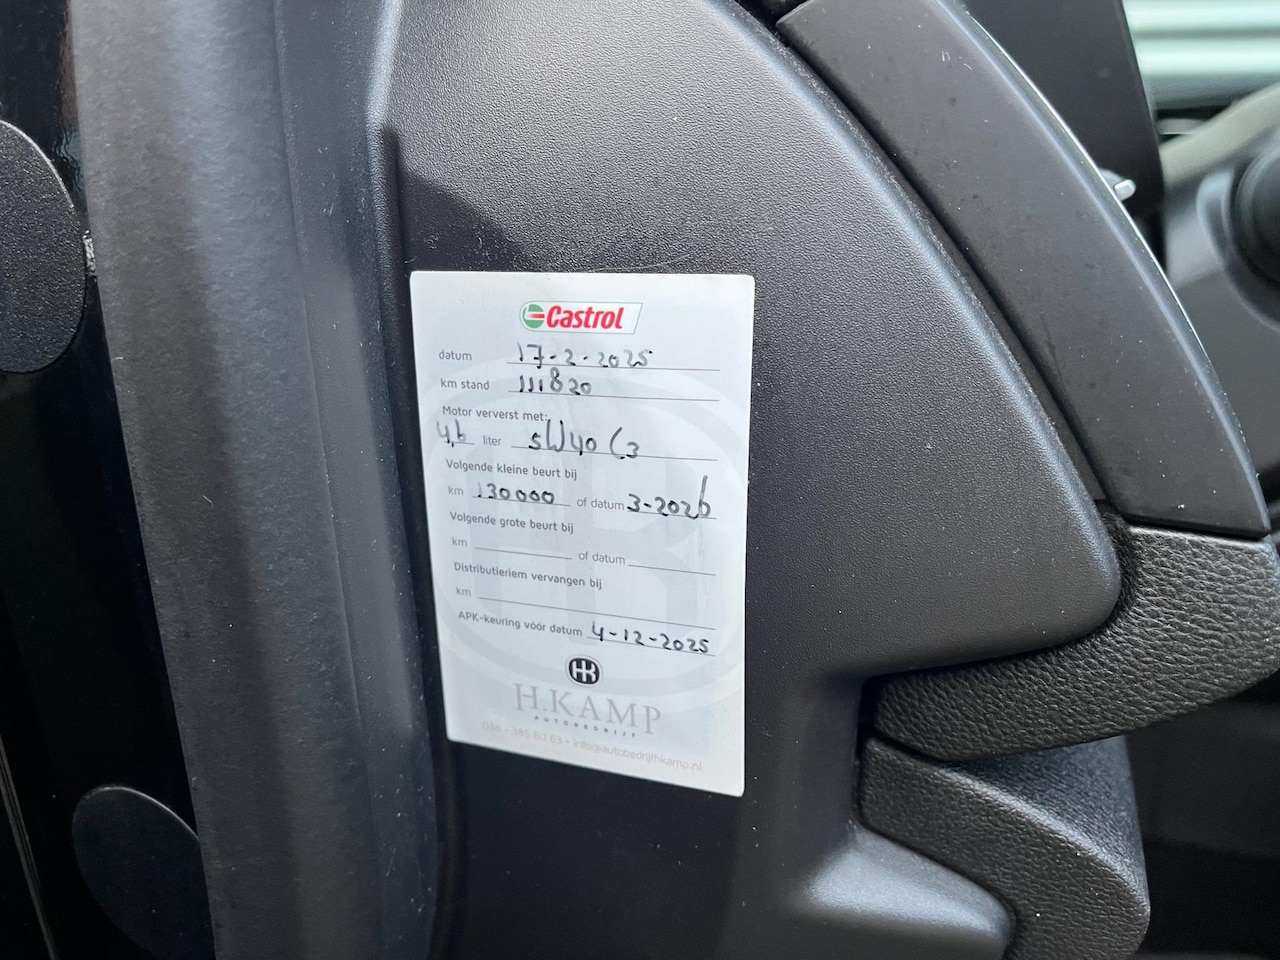 Castrol
datum 17-2-2025
km stand 111820
Motor ververst met:
4,6 liter 5W40 C3
Volgende kleine beurt bij
km 130000 of datum 3-2026
Volgende grote beurt bij
km of datum
Distributieriem vervangen bij
km
APK-keuring vóór datum 4-12-2025
HK
H.KAMP
AUTOBEDRIJF
038 - 385 80 63 • info@autobedrijfhkamp.nl